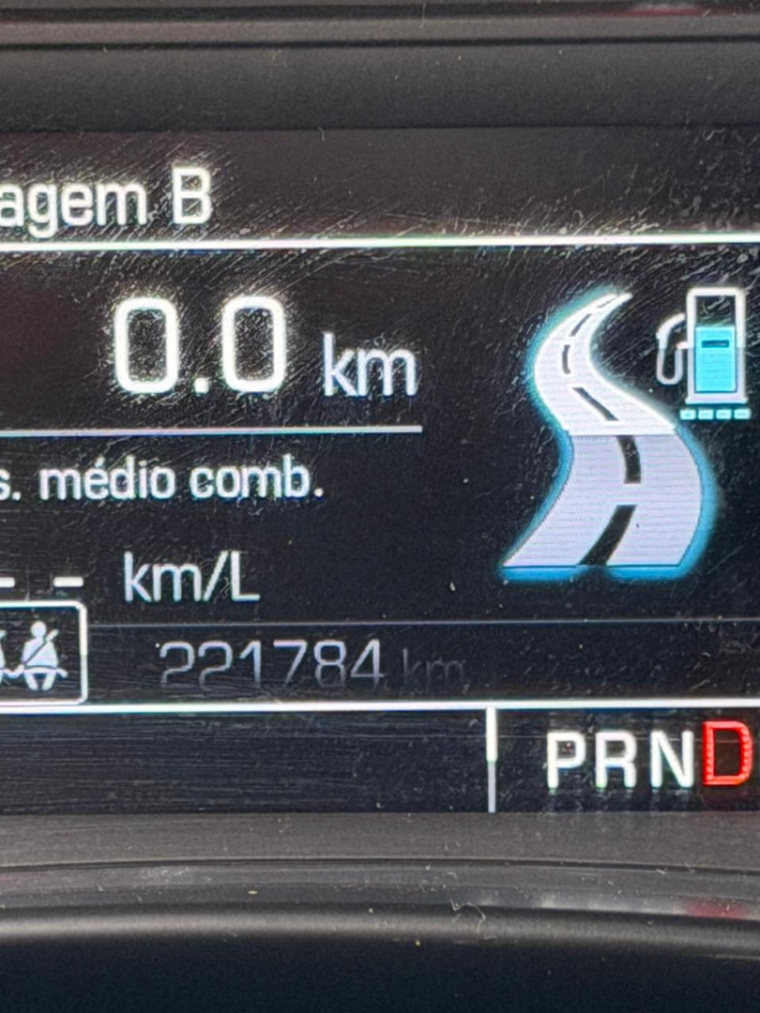 agem B
0.0 km
s. médio comb.
-- km/L
221784 km
PRND